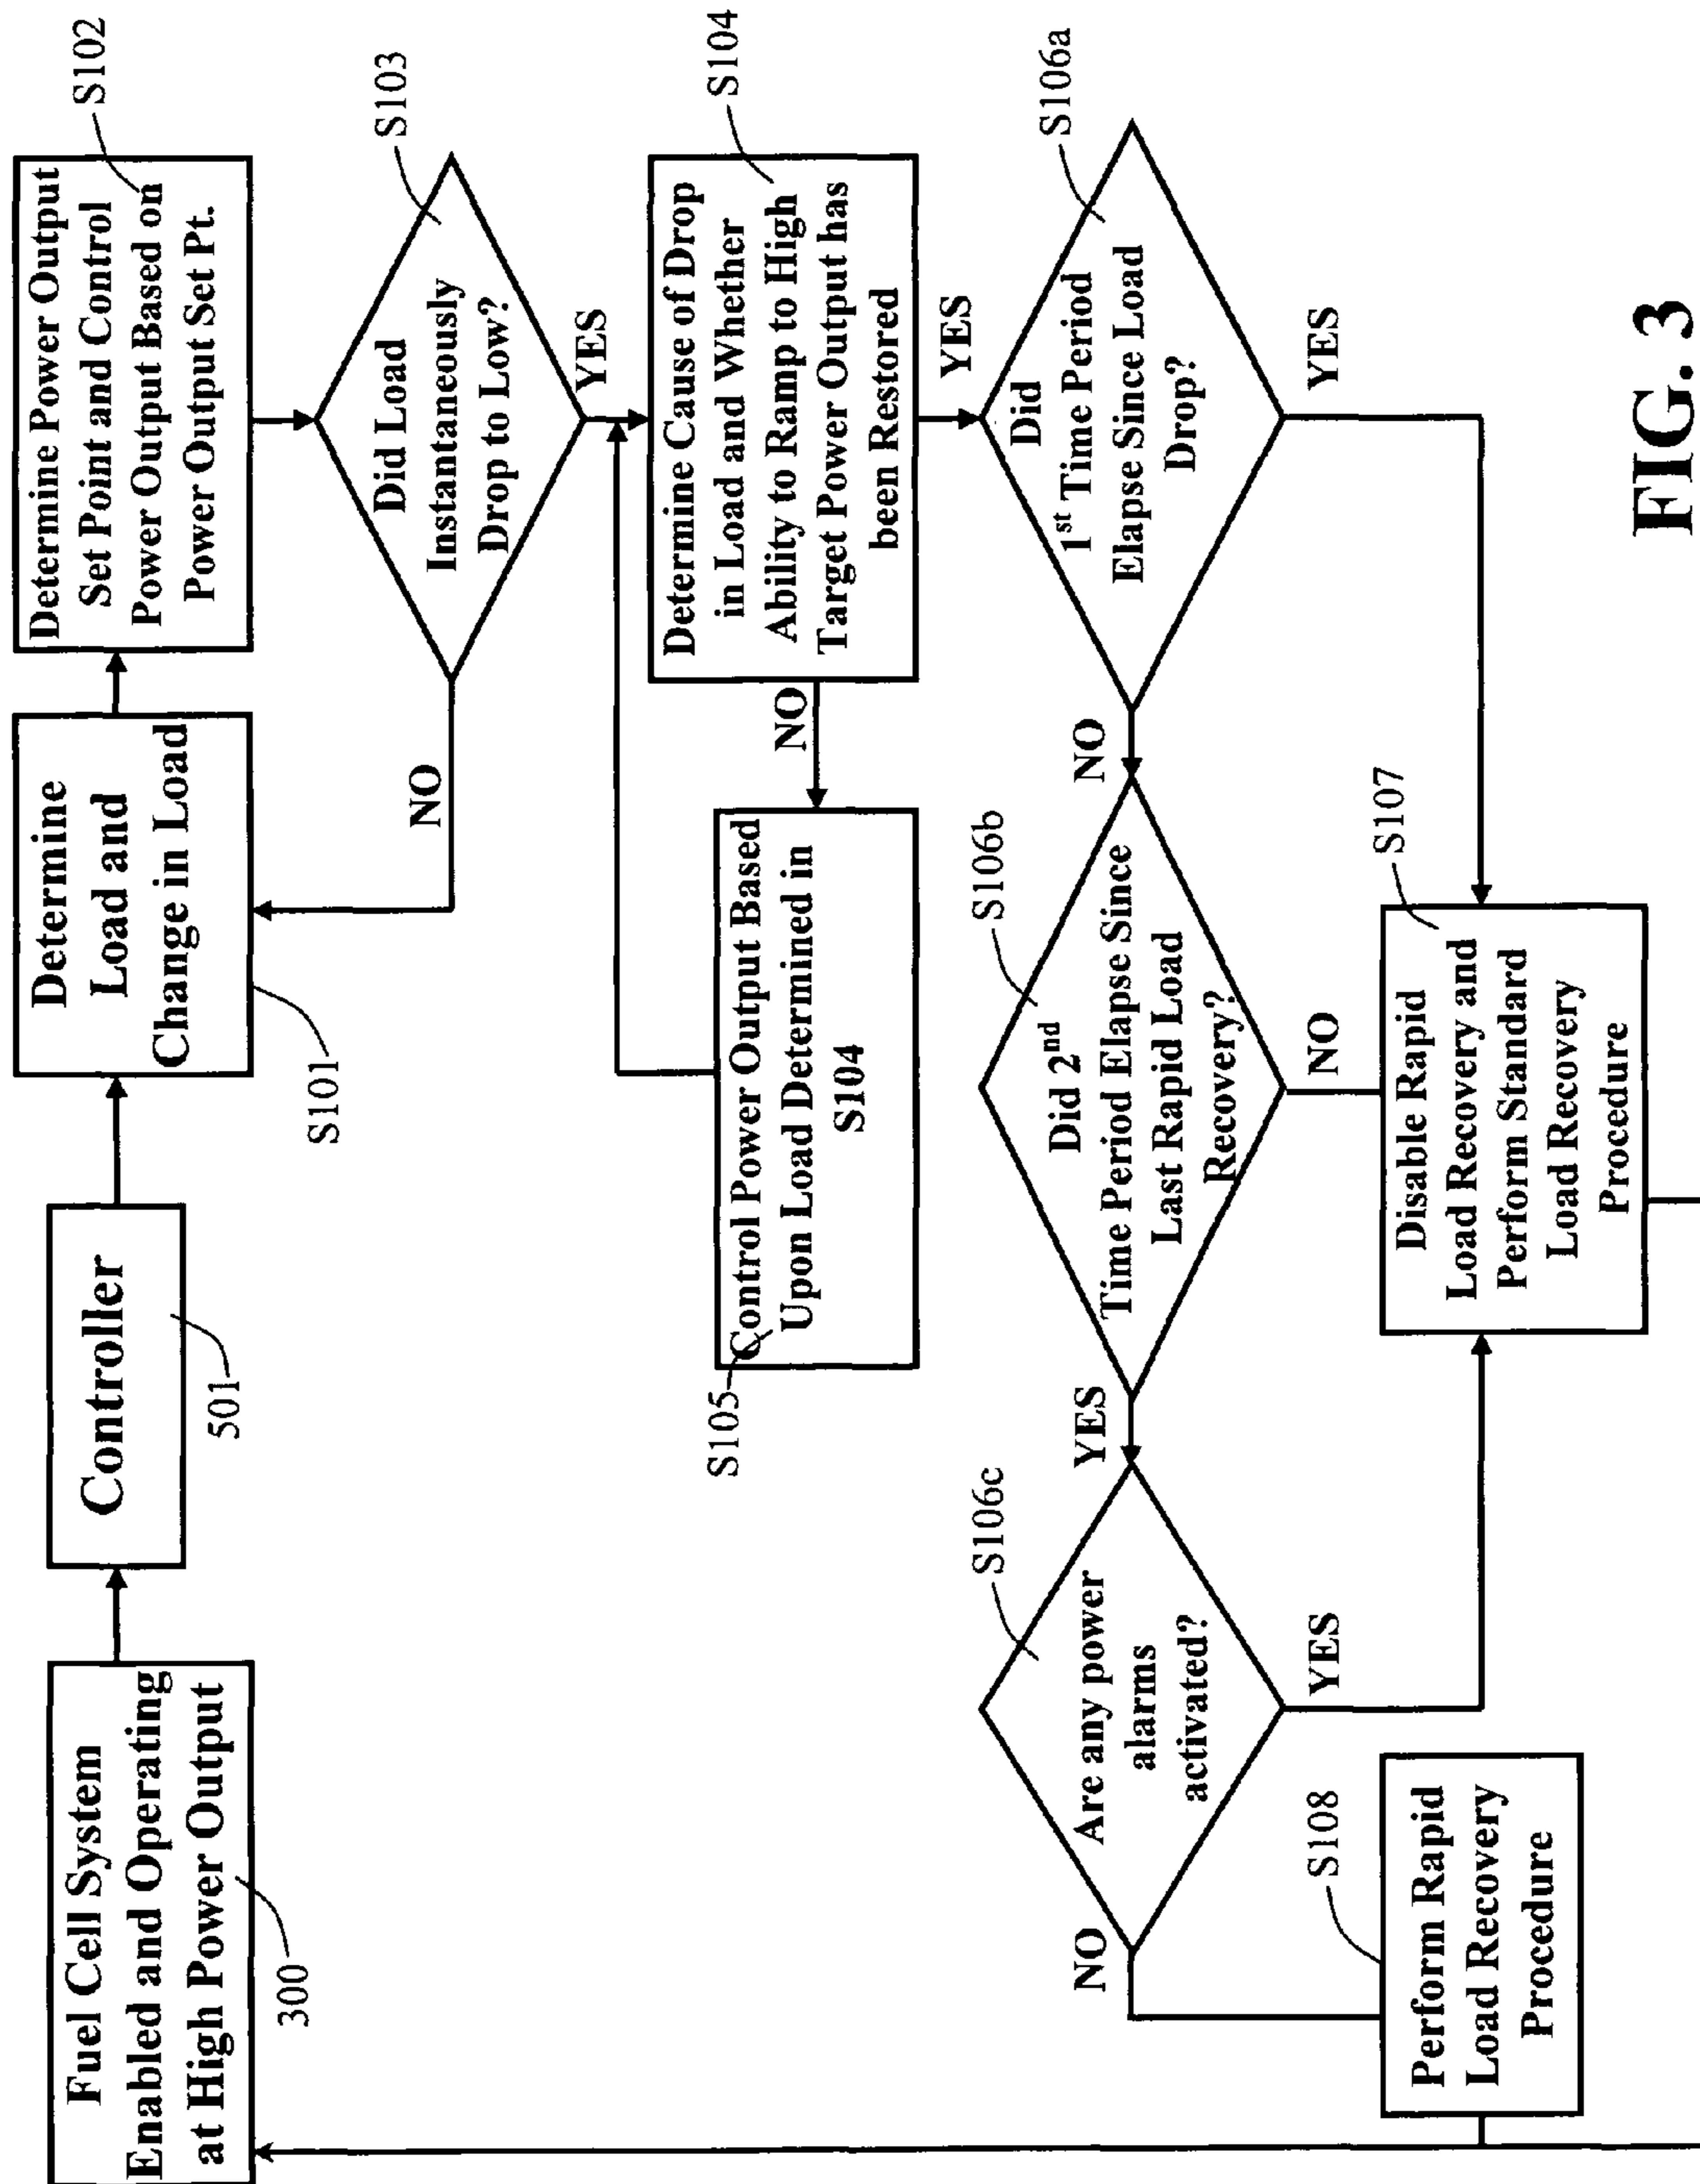 Fuel Cell System
Enabled and Operating
at High Power Output
300
Controller
501
Determine
Load and
Change in Load
S101
Determine Power Output
Set Point and Control
Power Output Based on
Power Output Set Pt.
S102
Did Load
Instantaneously
Drop to Low?
S103
NO
YES
Determine Cause of Drop
in Load and Whether
Ability to Ramp to High
Target Power Output has
been Restored
S104
NO
YES
Control Power Output Based
Upon Load Determined in
S104
S105
Did
1st Time Period
Elapse Since Load
Drop?
S106a
NO
YES
Did 2nd
Time Period Elapse Since
Last Rapid Load
Recovery?
S106b
YES
NO
Are any power
alarms
activated?
S106c
NO
YES
Disable Rapid
Load Recovery and
Perform Standard
Load Recovery
Procedure
S107
Perform Rapid
Load Recovery
Procedure
S108
FIG. 3